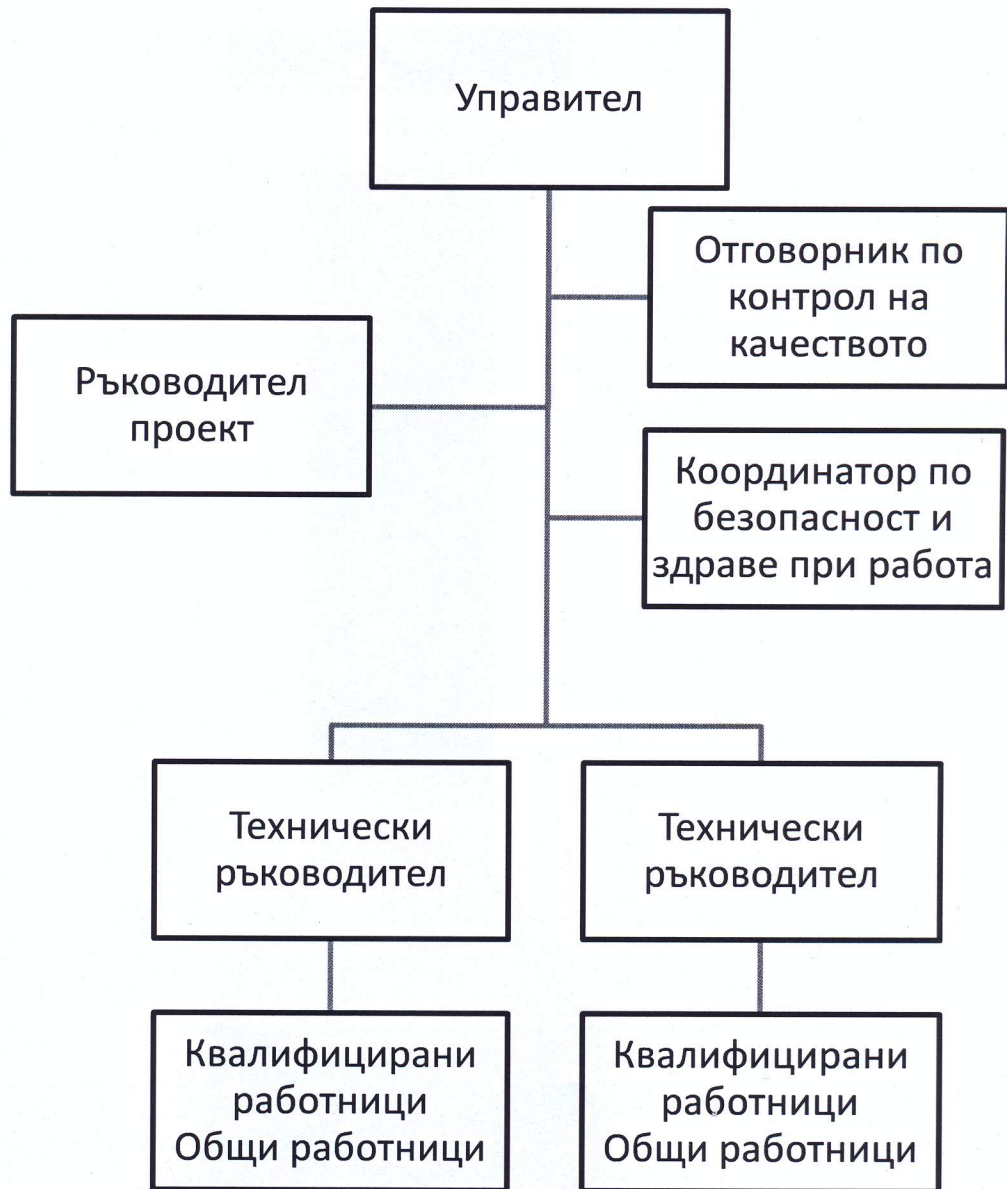 Управител
Отговорник по
контрол на
качеството
Ръководител
проект
Координатор по
безопасност и
здраве при работа
Технически
ръководител
Технически
ръководител
Квалифицирани
работници
Общи работници
Квалифицирани
работници
Общи работници